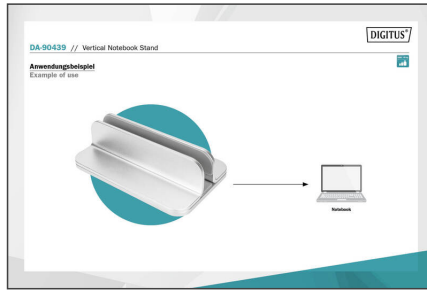 DIGITUS®
DA-90439 // Vertical Notebook Stand
Anwendungsbeispiel
Example of use
Notebook